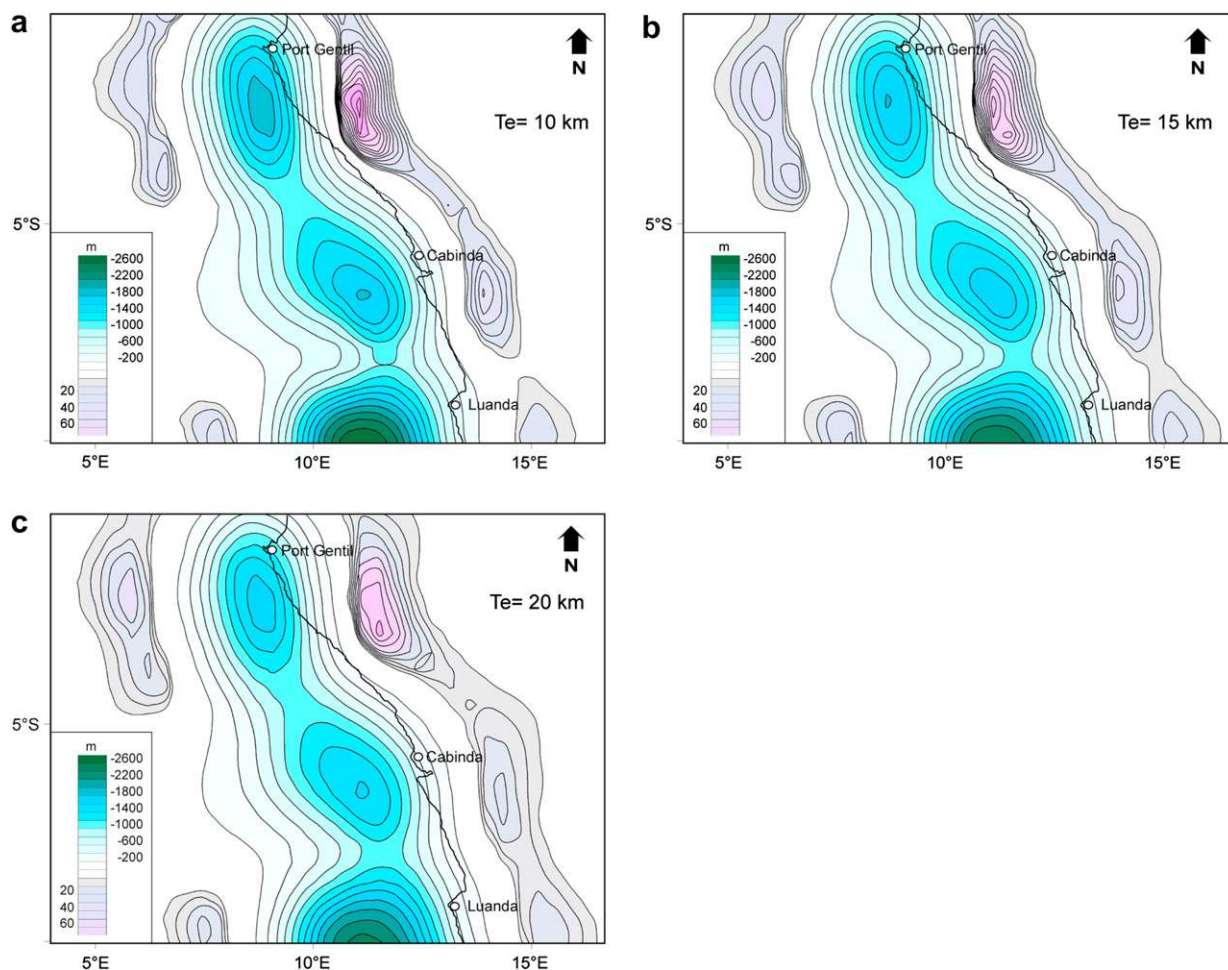 a
Port Gentil
N
Te= 10 km
5°S
Cabinda
m
-2600
-2200
-1800
-1400
-1000
-600
-200
20
40
60
Luanda
5°E 10°E 15°E
b
Port Gentil
N
Te= 15 km
5°S
Cabinda
m
-2600
-2200
-1800
-1400
-1000
-600
-200
20
40
60
Luanda
5°E 10°E 15°E
c
Port Gentil
N
Te= 20 km
5°S
Cabinda
m
-2600
-2200
-1800
-1400
-1000
-600
-200
20
40
60
Luanda
5°E 10°E 15°E